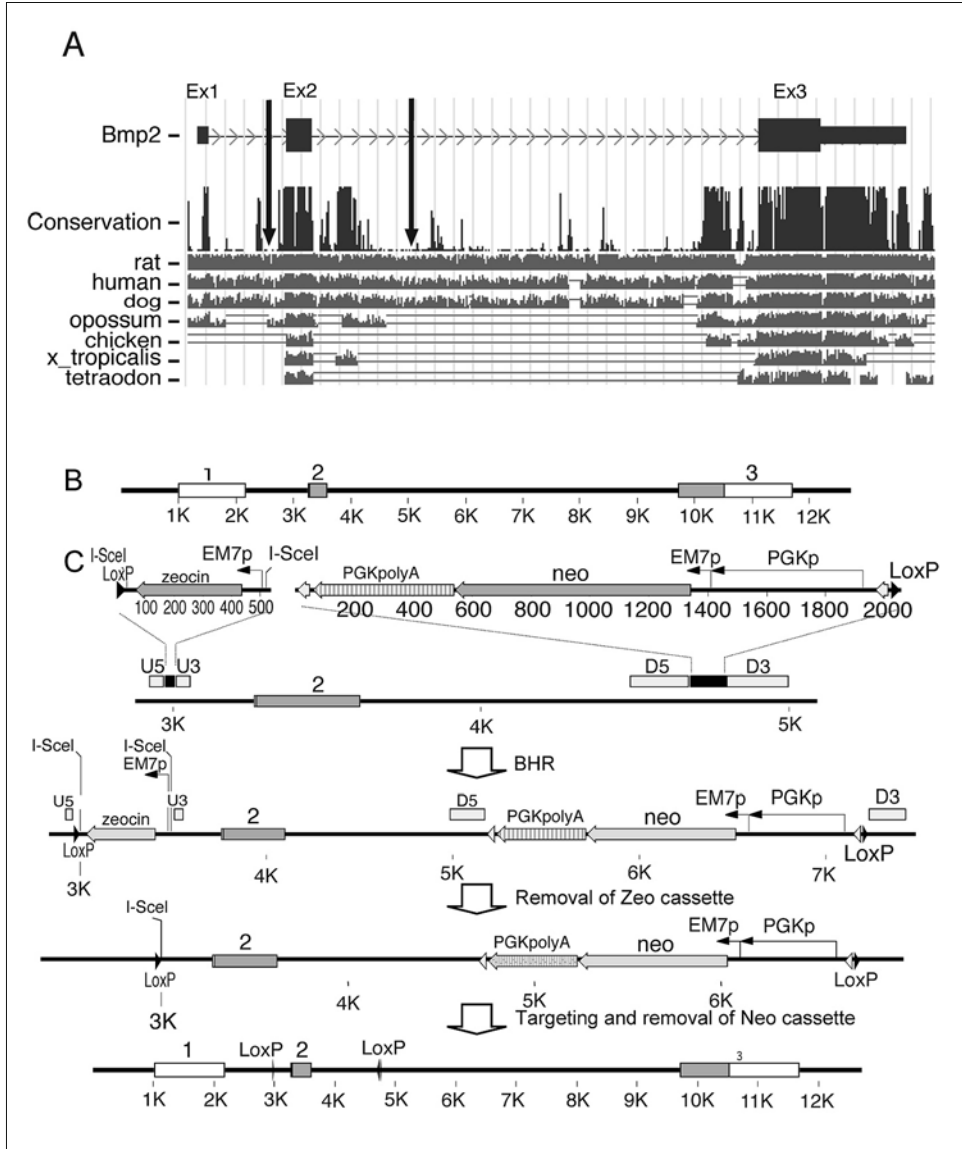 A
Ex1 Ex2 Ex3
Bmp2
Conservation
rat
human
dog
opossum
chicken
x_tropicalis
tetraodon
B
1 2 3
1K 2K 3K 4K 5K 6K 7K 8K 9K 10K 11K 12K
C
I-SceI LoxP zeocin EM7p I-SceI PGKpolyA neo EM7p PGKp LoxP
100 200 300 400 500 200 400 600 800 1000 1200 1400 1600 1800 2000
U5 U3 2 D5 D3
3K 4K 5K
BHR
I-SceI I-SceI
EM7p
U5 U3 D5 D3
zeocin 2 PGKpolyA neo EM7p PGKp
LoxP LoxP
3K 4K 5K 6K 7K
Removal of Zeo cassette
I-SceI
2 PGKpolyA neo EM7p PGKp
LoxP LoxP
3K 4K 5K 6K
Targeting and removal of Neo cassette
1 LoxP 2 LoxP 3
1K 2K 3K 4K 5K 6K 7K 8K 9K 10K 11K 12K